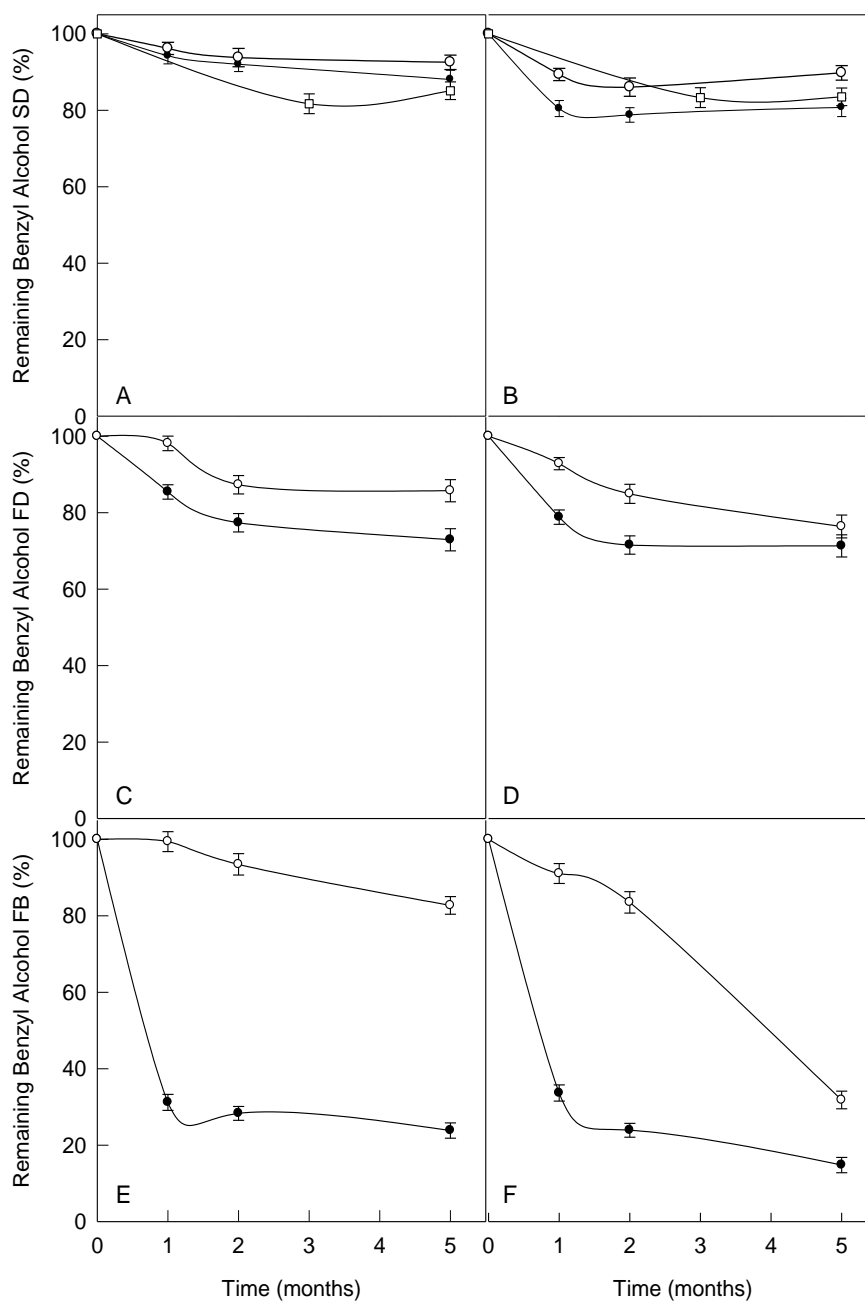 Remaining Benzyl Alcohol SD (%)
100
80
60
40
20
0
A
B
Remaining Benzyl Alcohol FD (%)
100
80
60
40
20
0
C
D
Remaining Benzyl Alcohol FB (%)
100
80
60
40
20
0
E
F
0 1 2 3 4 5
0 1 2 3 4 5
Time (months)
Time (months)